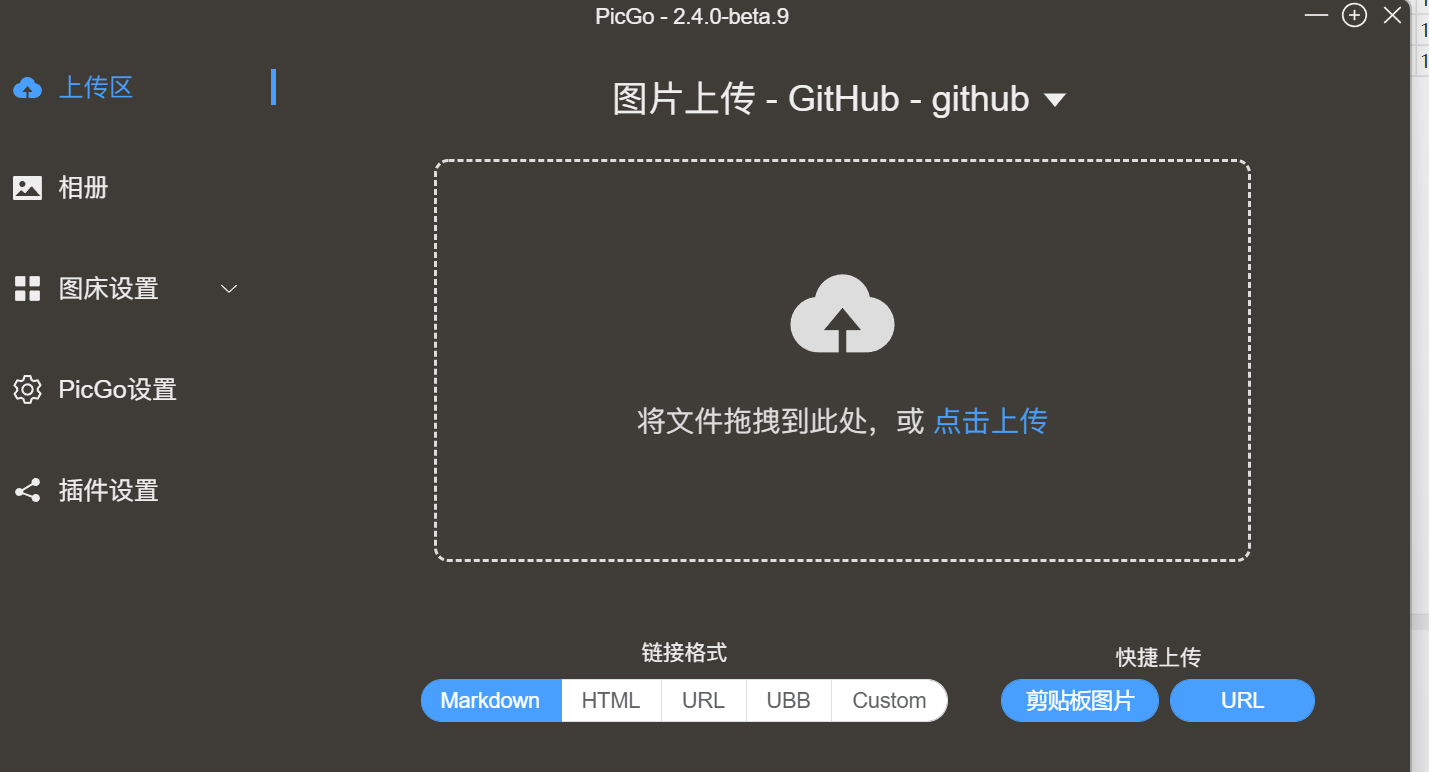 PicGo - 2.4.0-beta.9
上传区
相册
图床设置
PicGo设置
插件设置
图片上传 - GitHub - github
将文件拖拽到此处，或 点击上传
链接格式
Markdown HTML URL UBB Custom
快捷上传
剪贴板图片 URL